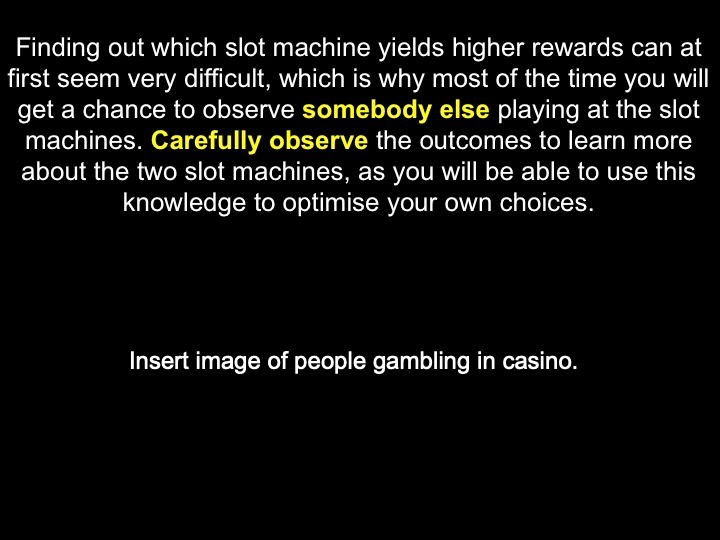 Finding out which slot machine yields higher rewards can at
first seem very difficult, which is why most of the time you will
get a chance to observe somebody else playing at the slot
machines. Carefully observe the outcomes to learn more
about the two slot machines, as you will be able to use this
knowledge to optimise your own choices.
Insert image of people gambling in casino.